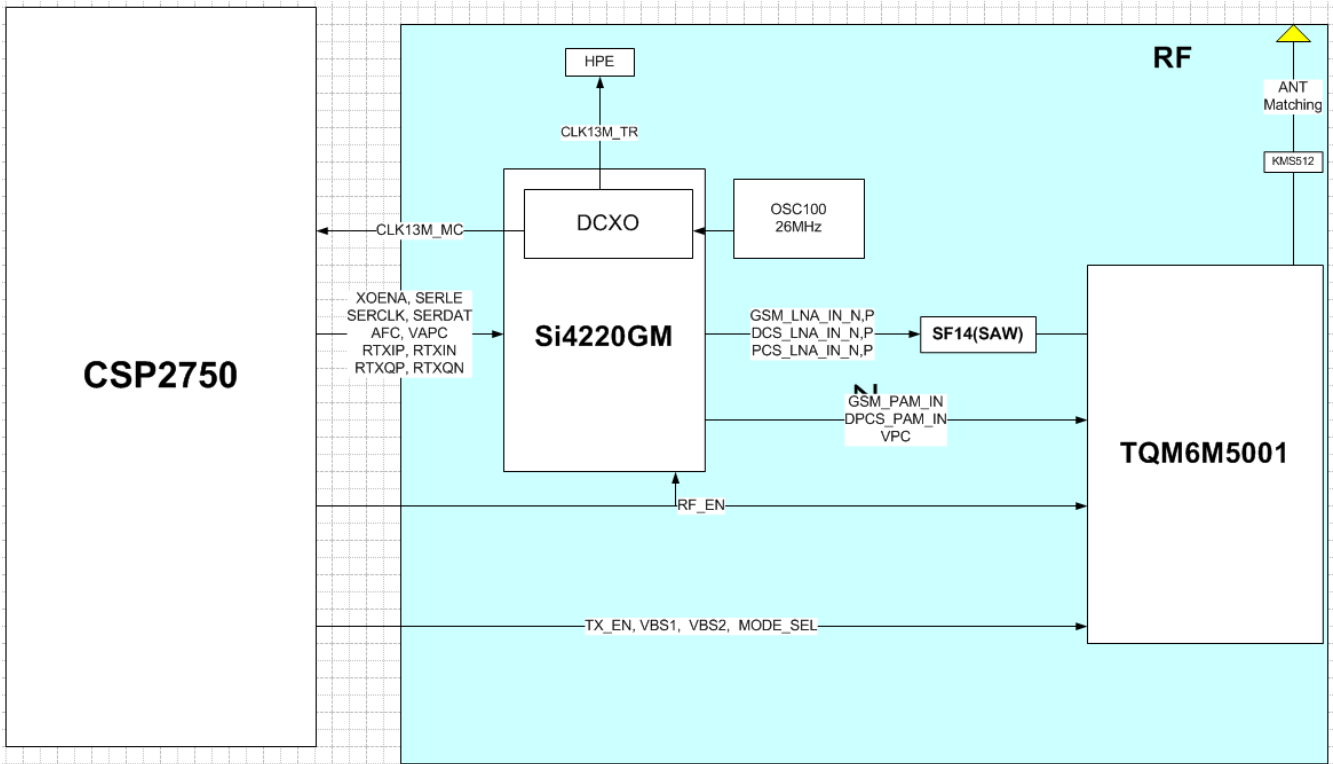 RF
HPE
ANT
Matching
CLK13M_TR
KMS512
DCXO
OSC100
26MHz
CLK13M_MC
XOENA, SERLE
SERCLK, SERDAT
AFC, VAPC
RTXIP, RTXIN
RTXQP, RTXQN
Si4220GM
GSM_LNA_IN_N,P
DCS_LNA_IN_N,P
PCS_LNA_IN_N,P
SF14(SAW)
CSP2750
GSM_PAM_IN
DPCS_PAM_IN
VPC
TQM6M5001
RF_EN
TX_EN, VBS1, VBS2, MODE_SEL